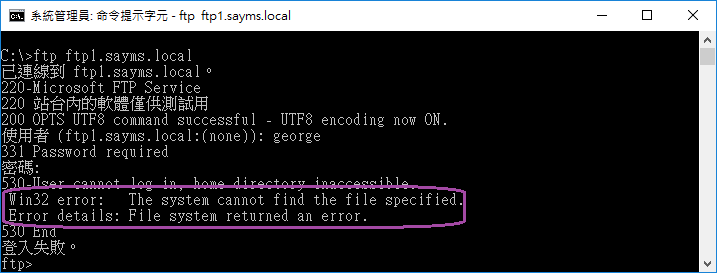 系統管理員: 命令提示字元 - ftp ftp1.sayms.local
C:\>ftp ftp1.sayms.local
已連線到 ftp1.sayms.local。
220-Microsoft FTP Service
220 站台內的軟體僅供測試用
200 OPTS UTF8 command successful - UTF8 encoding now ON.
使用者 (ftp1.sayms.local:(none)): george
331 Password required
密碼:
530-User cannot log in, home directory inaccessible.
Win32 error:   The system cannot find the file specified.
Error details: File system returned an error.
530 End
登入失敗。
ftp>